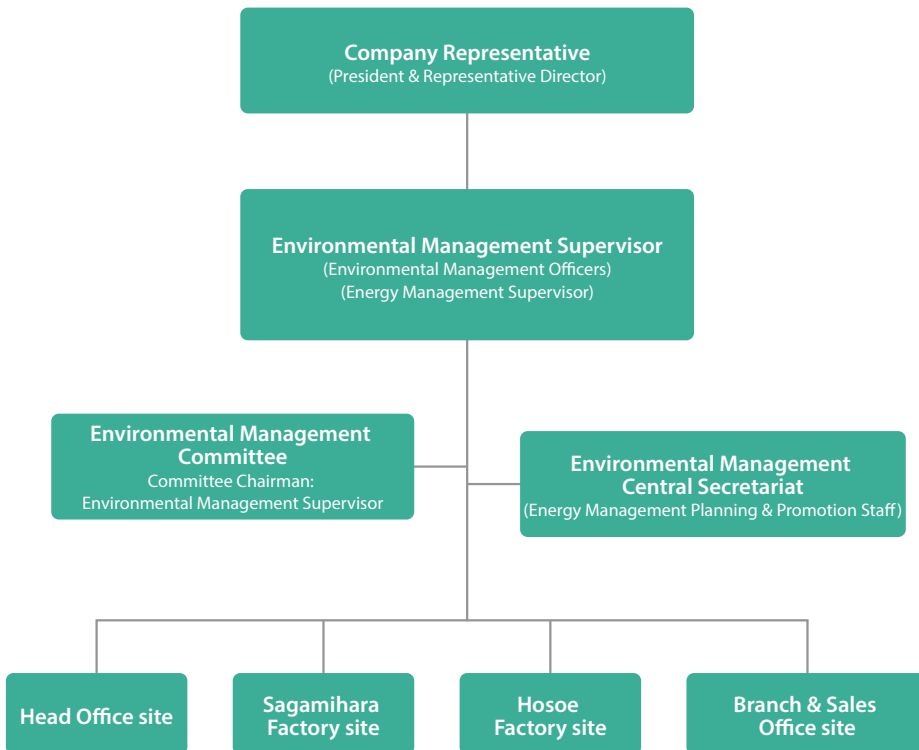 Company Representative
(President & Representative Director)
Environmental Management Supervisor
(Environmental Management Officers)
(Energy Management Supervisor)
Environmental Management
Committee
Committee Chairman:
Environmental Management Supervisor
Environmental Management
Central Secretariat
(Energy Management Planning & Promotion Staff)
Head Office site
Sagamihara
Factory site
Hosoe
Factory site
Branch & Sales
Office site